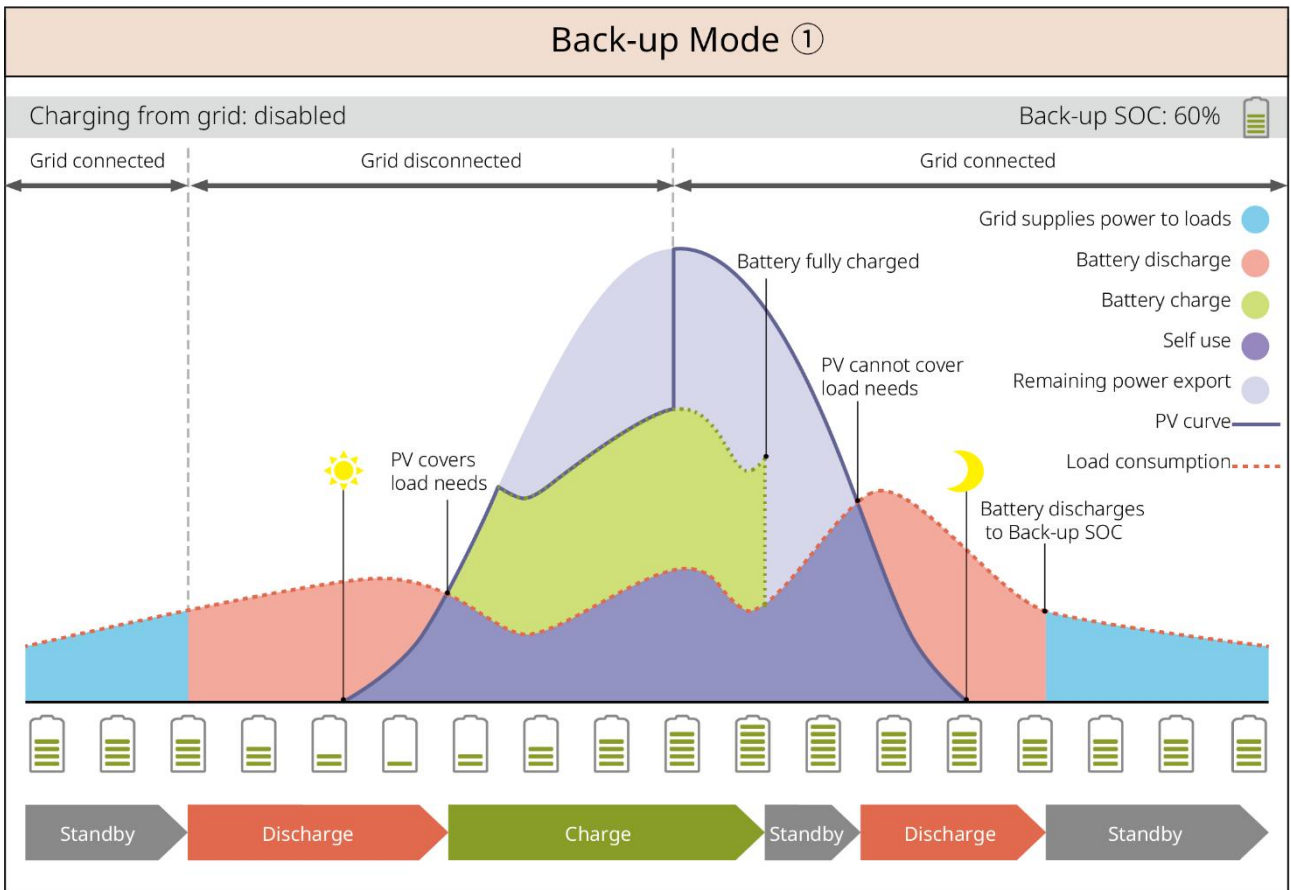 Back-up Mode ①
Charging from grid: disabled
Back-up SOC: 60%
Grid connected
Grid disconnected
Grid connected
Grid supplies power to loads
Battery discharge
Battery charge
Self use
Remaining power export
PV curve
Load consumption
Battery fully charged
PV cannot cover
load needs
PV covers
load needs
Battery discharges
to Back-up SOC
Standby
Discharge
Charge
Standby
Discharge
Standby